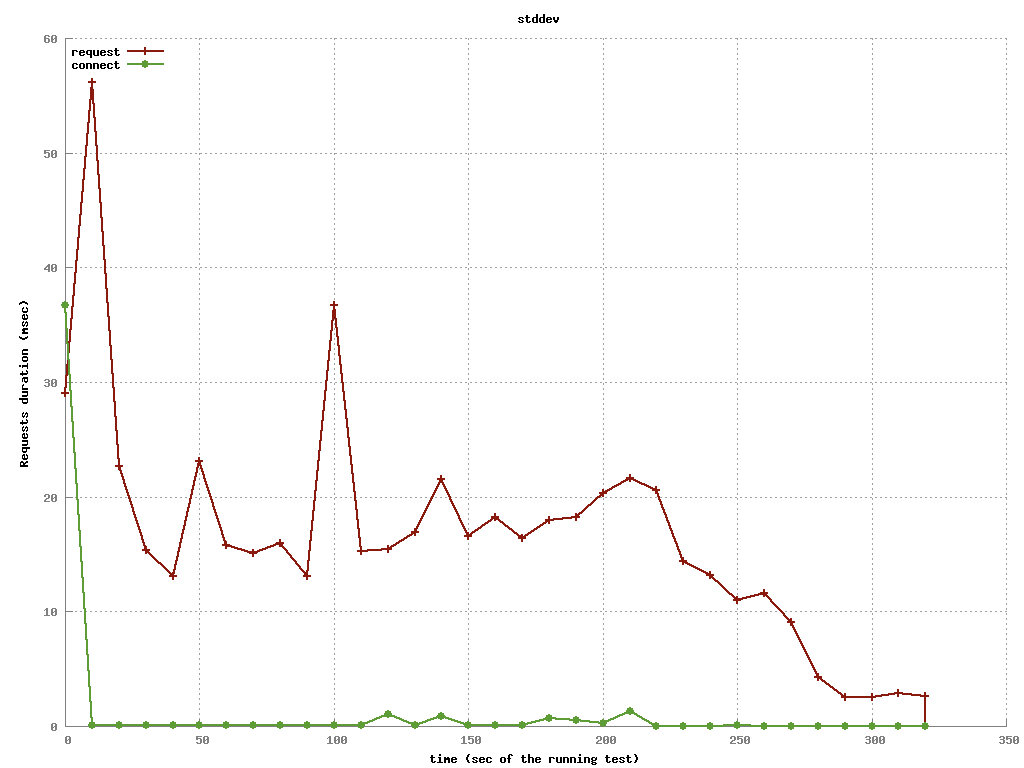 stddev
60
request
connect
50
40
Requests duration (msec)
30
20
10
0
0 50 100 150 200 250 300 350
time (sec of the running test)